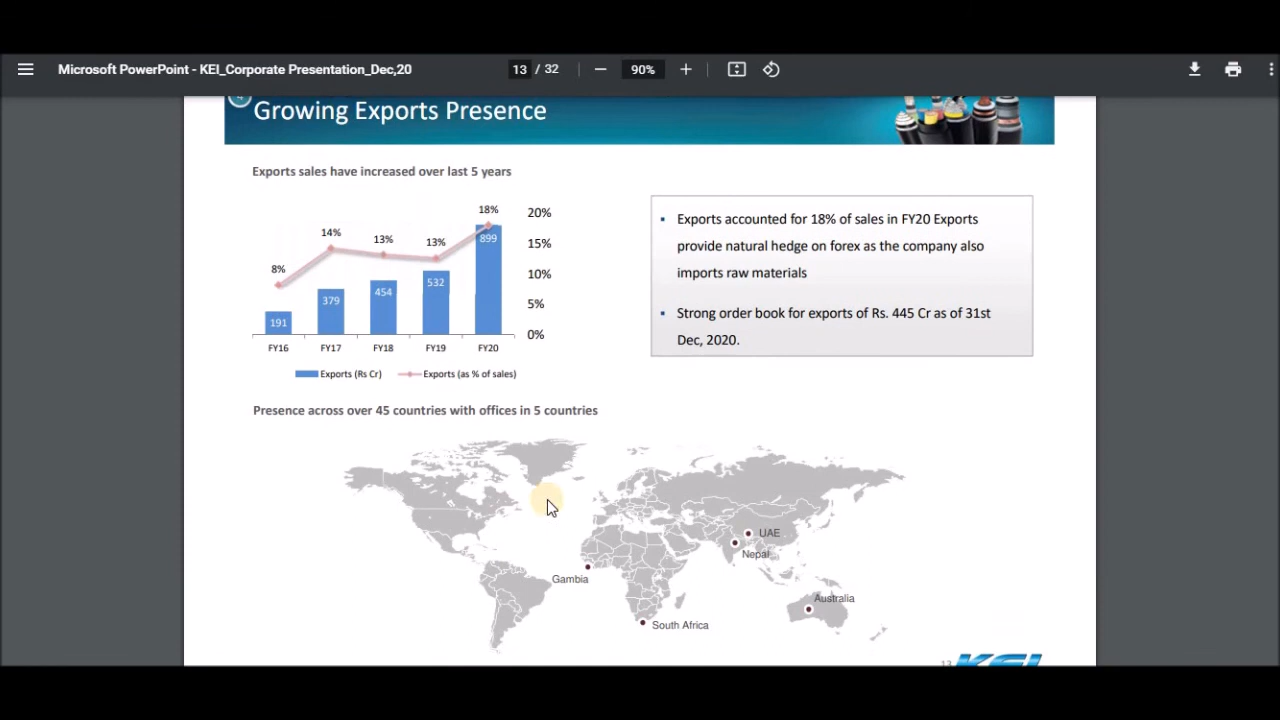 Microsoft PowerPoint - KEI_Corporate Presentation_Dec,20
13 / 32
90%
Growing Exports Presence
Exports sales have increased over last 5 years
18%
14%
13%
13%
8%
20%
15%
10%
5%
0%
899
532
454
379
191
FY16
FY17
FY18
FY19
FY20
Exports (Rs Cr)
Exports (as % of sales)
Exports accounted for 18% of sales in FY20 Exports
provide natural hedge on forex as the company also
imports raw materials
Strong order book for exports of Rs. 445 Cr as of 31st
Dec, 2020.
Presence across over 45 countries with offices in 5 countries
UAE
Nepal
Gambia
Australia
South Africa
13
KEI